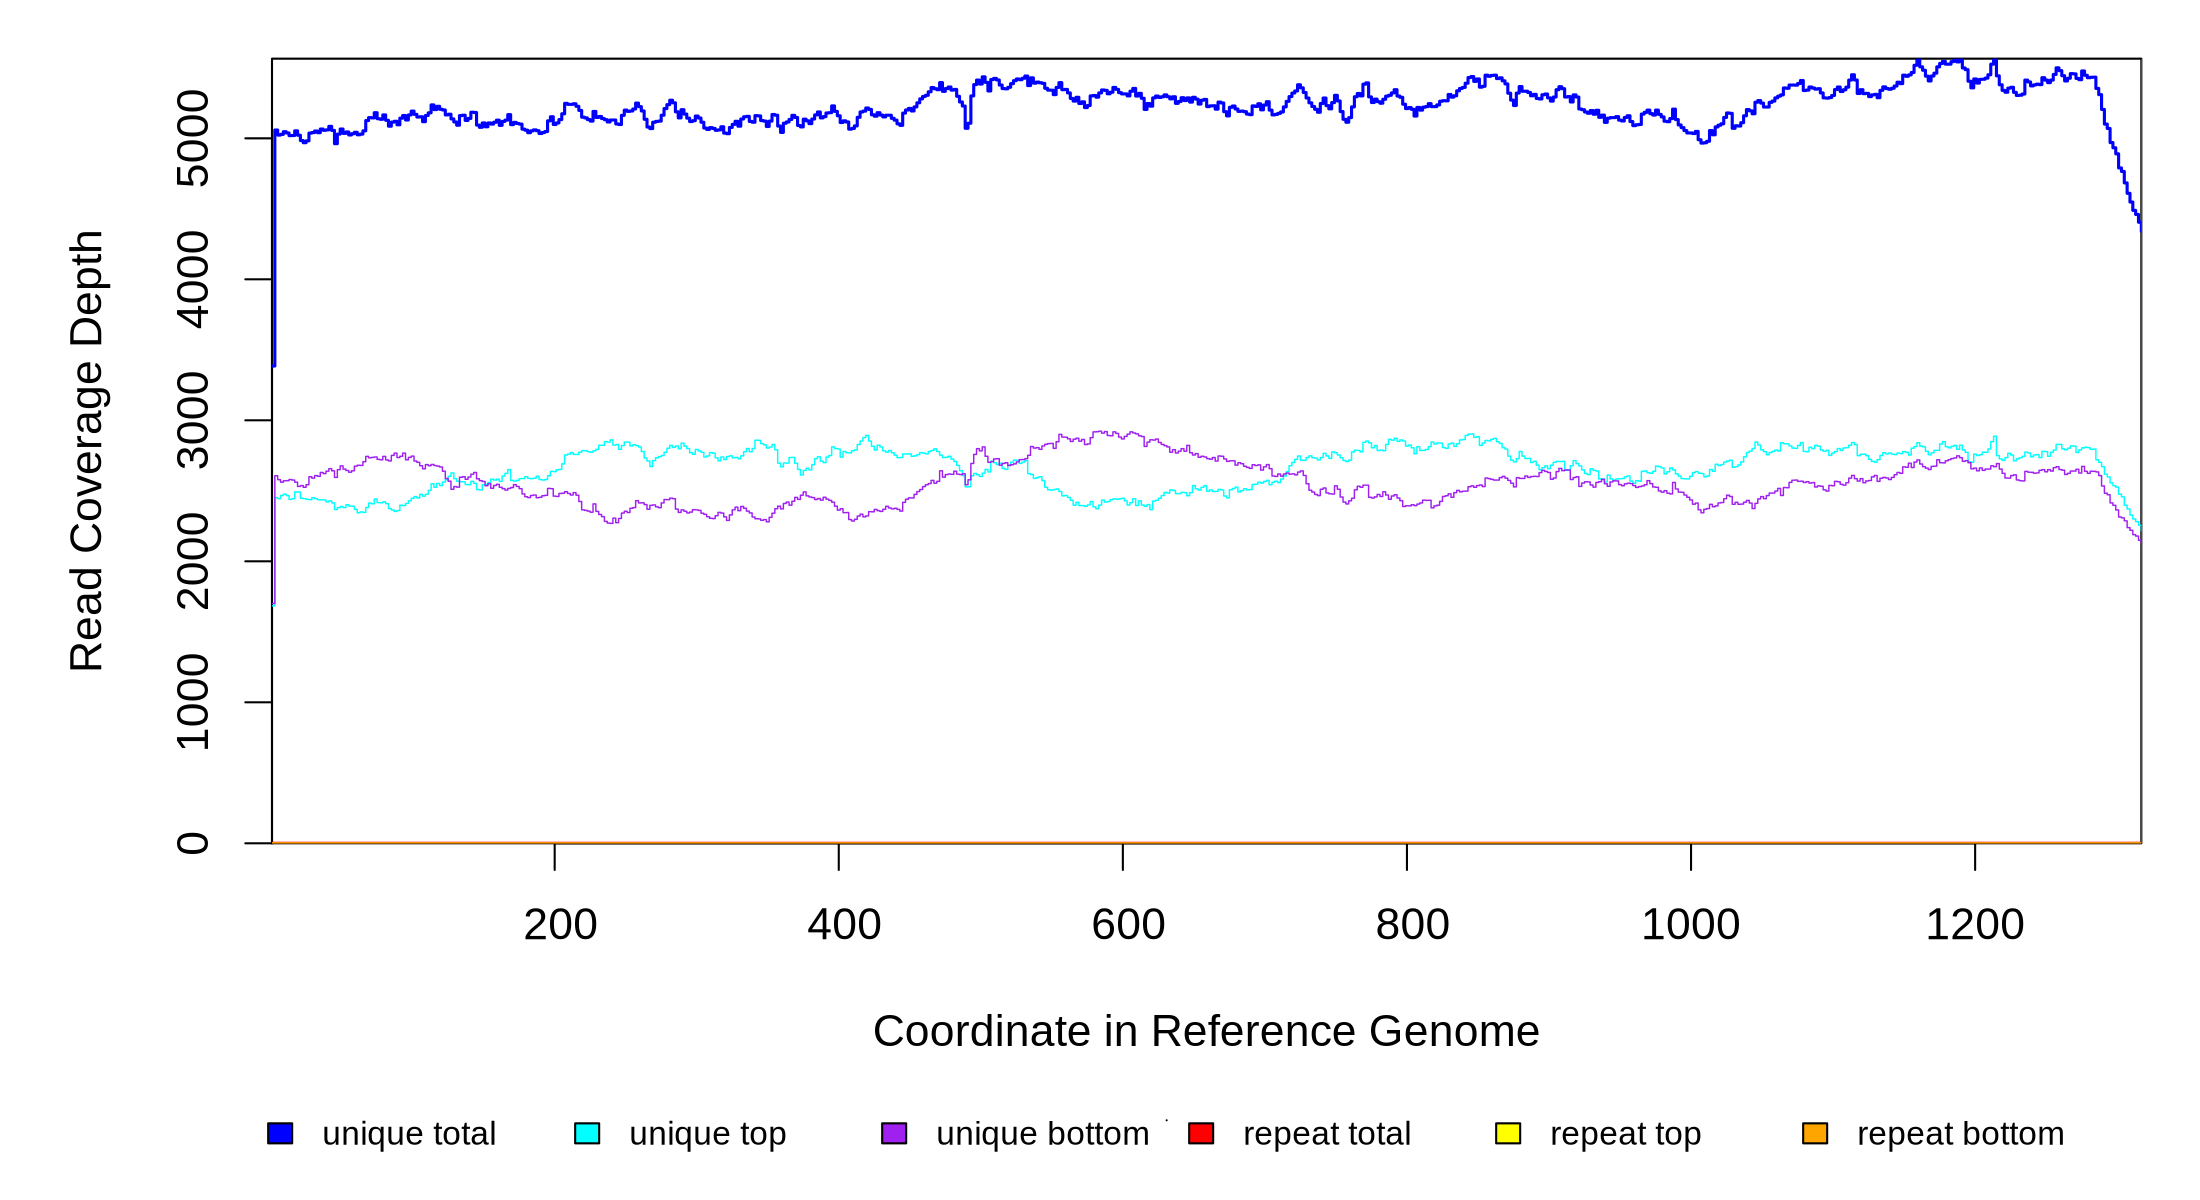 Read Coverage Depth
5000
4000
3000
2000
1000
0
200 400 600 800 1000 1200
Coordinate in Reference Genome
unique total unique top unique bottom repeat total repeat top repeat bottom